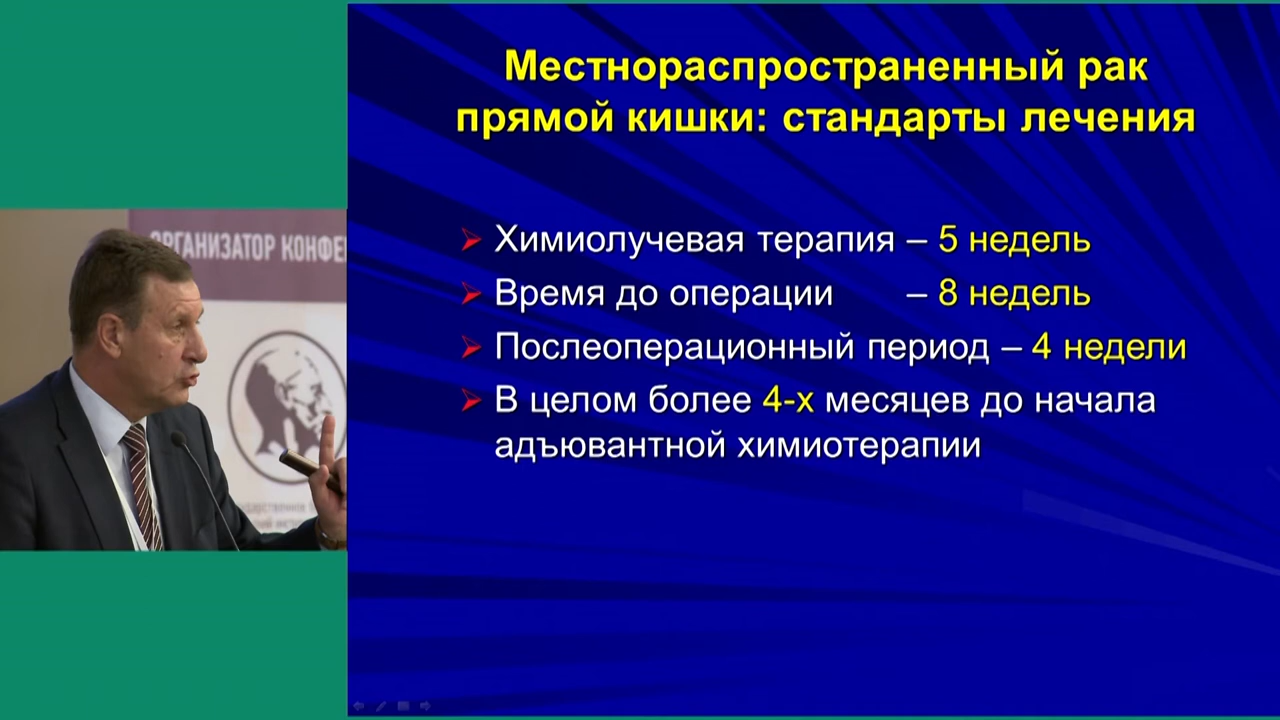 Местнораспространенный рак
прямой кишки: стандарты лечения
Химиолучевая терапия – 5 недель
Время до операции – 8 недель
Послеоперационный период – 4 недели
В целом более 4-х месяцев до начала
адъювантной химиотерапии
ОРГАНИЗАТОР